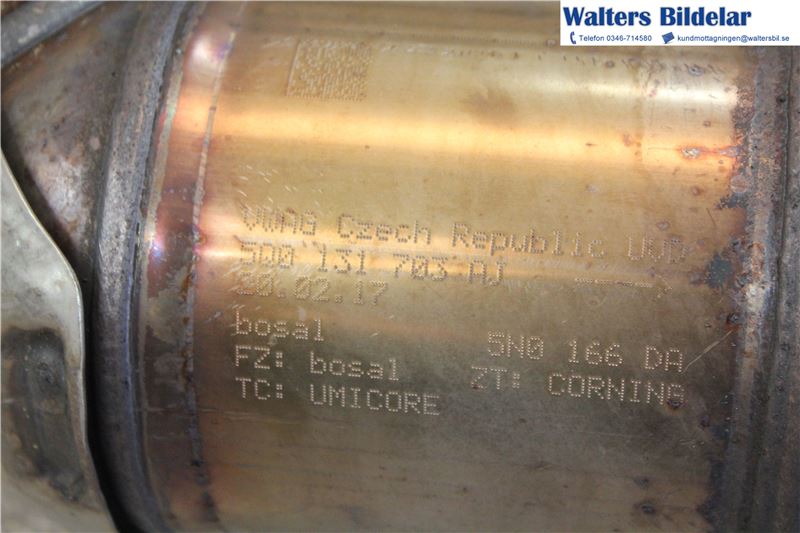 Walters Bildelar
Telefon 0346-714580 kundmottagningen@waltersbil.se
VWAG Czech Republic UVD
5Q0 131 703 AJ
20.02.17
bosal 5N0 166 DA
FZ: bosal ZT: CORNING
TC: UMICORE